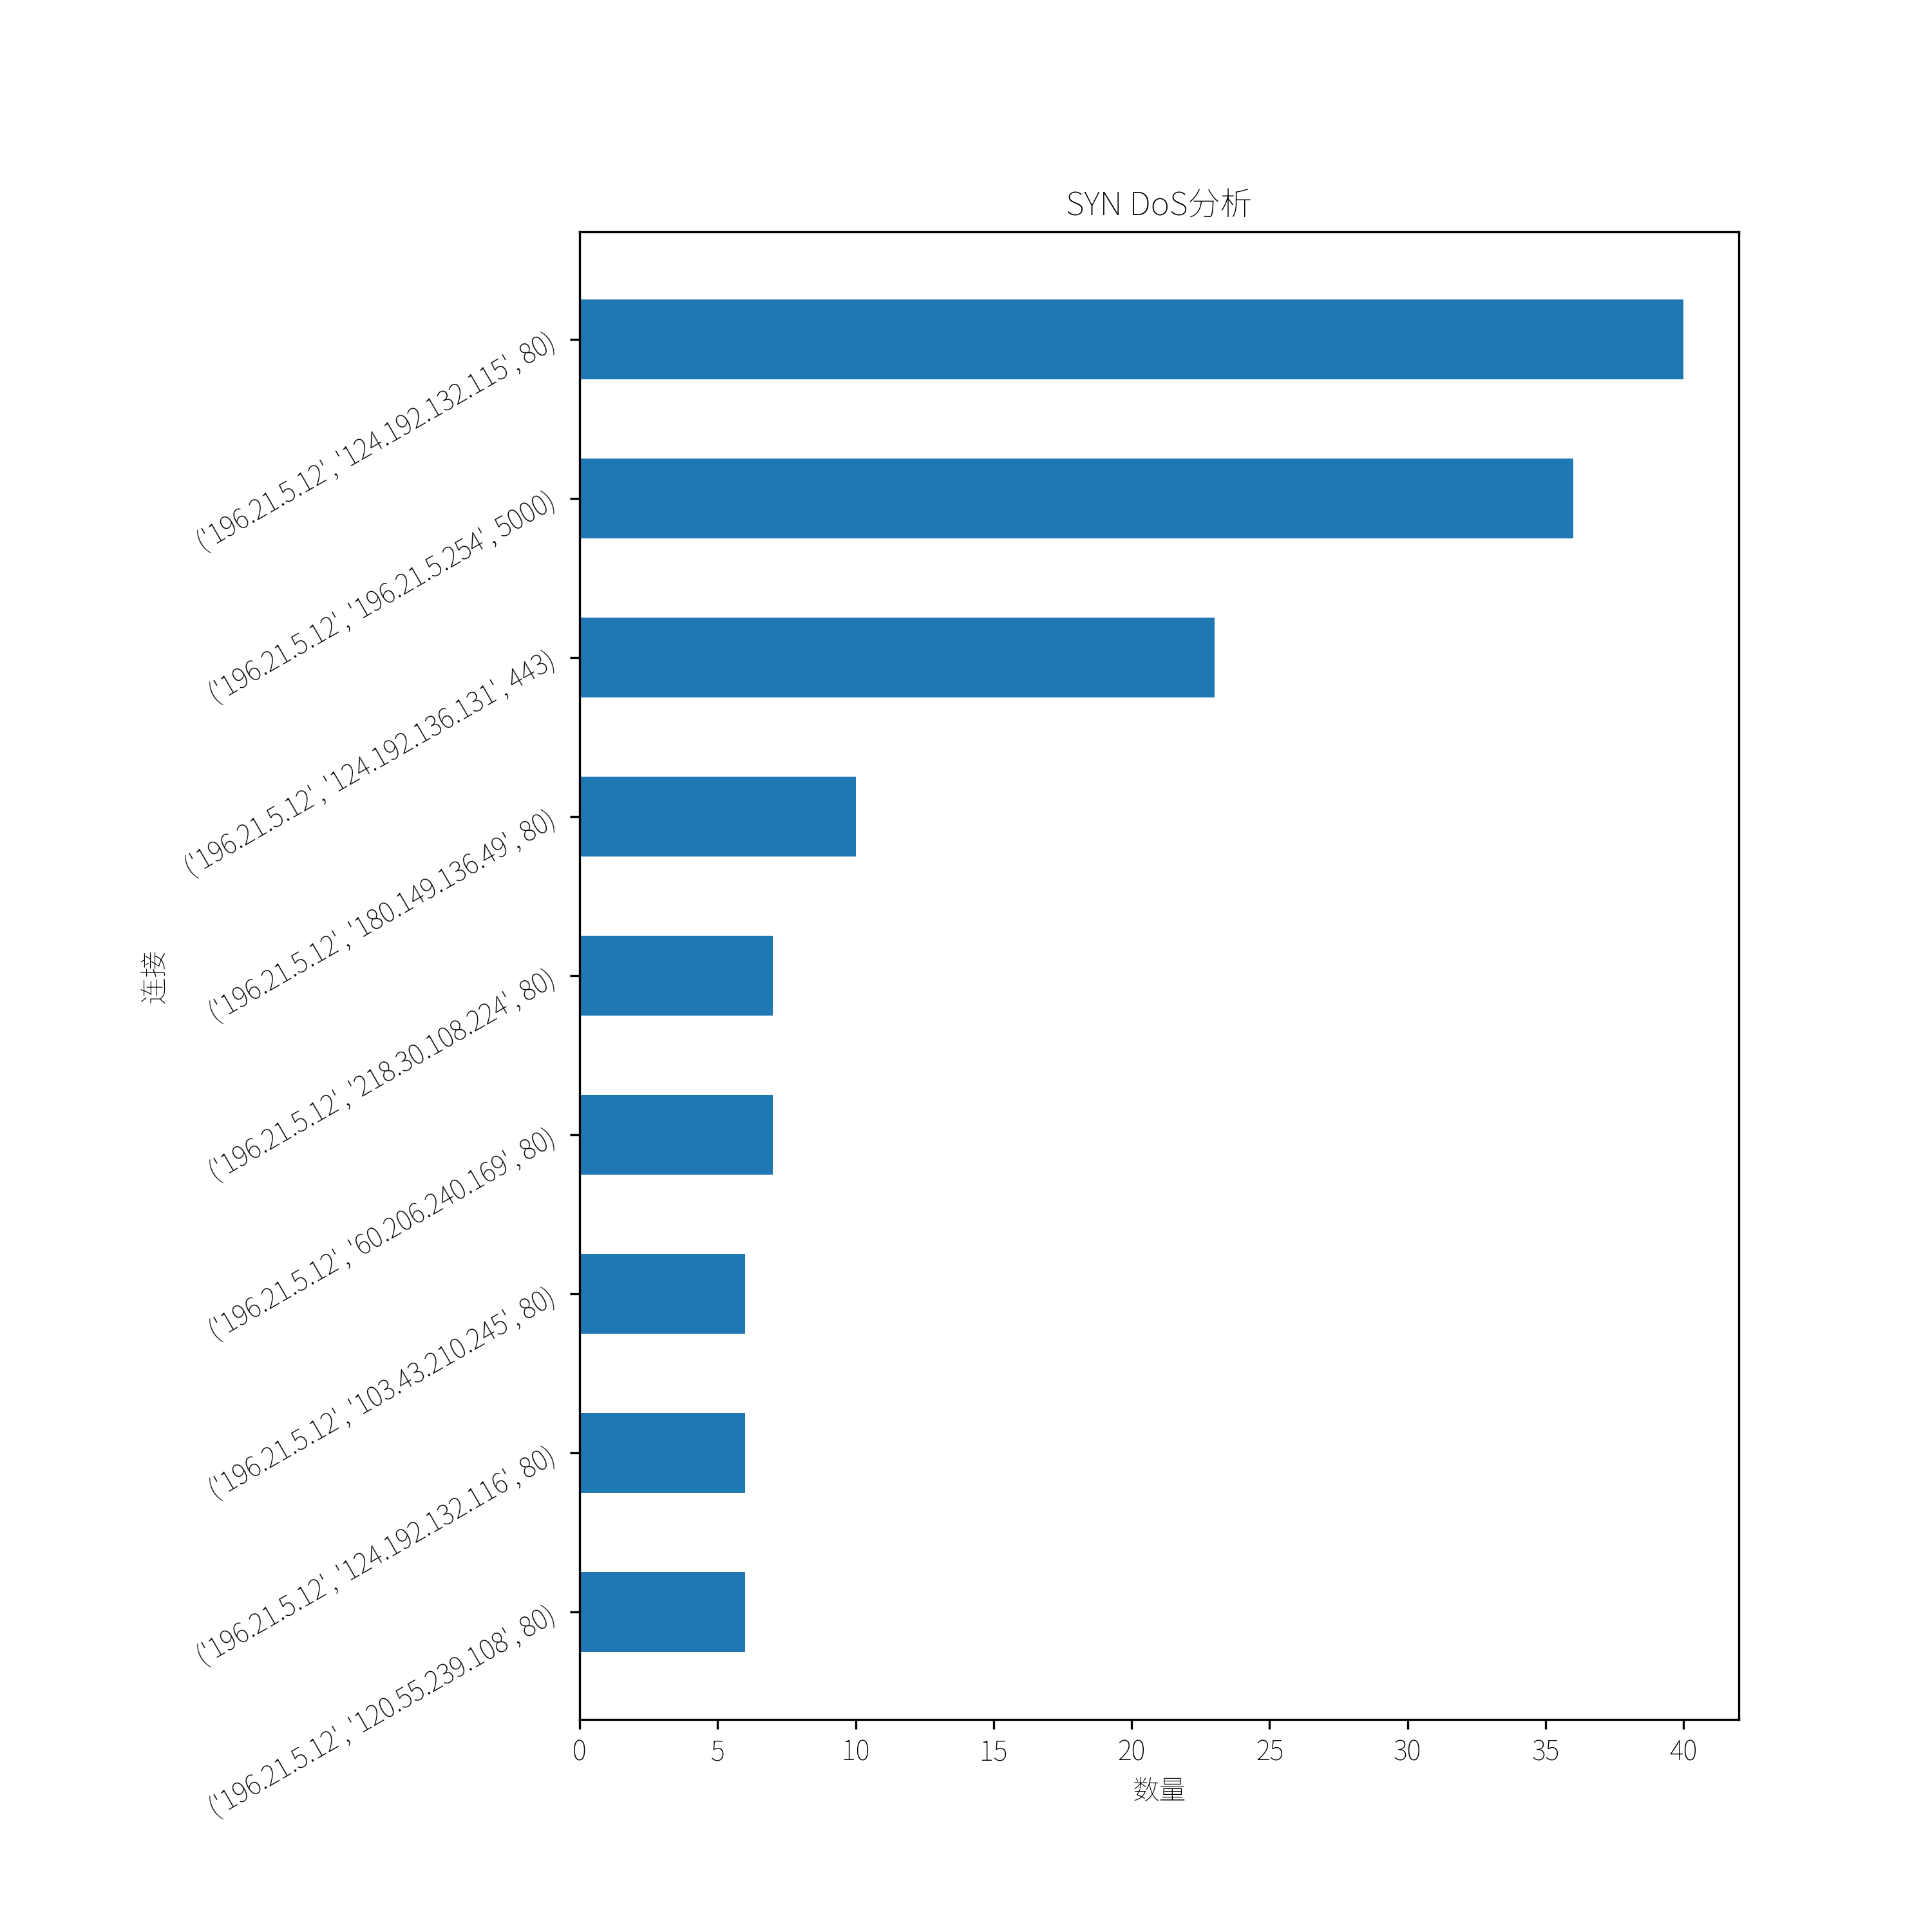 SYN DoS分析
('196.21.5.12', '124.192.132.115', 80)
('196.21.5.12', '196.21.5.254', 5000)
('196.21.5.12', '124.192.136.131', 443)
('196.21.5.12', '180.149.136.49', 80)
('196.21.5.12', '218.30.108.224', 80)
('196.21.5.12', '60.206.240.169', 80)
('196.21.5.12', '103.43.210.245', 80)
('196.21.5.12', '124.192.132.116', 80)
('196.21.5.12', '120.55.239.108', 80)
连接
0 5 10 15 20 25 30 35 40
数量